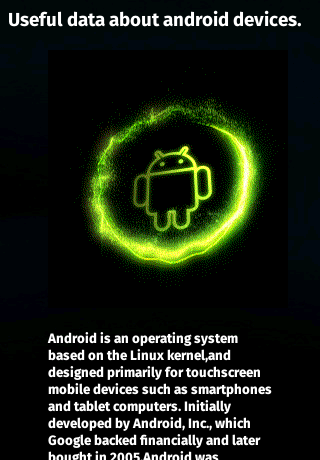 Useful data about android devices.
Android is an operating system
based on the Linux kernel,and
designed primarily for touchscreen
mobile devices such as smartphones
and tablet computers. Initially
developed by Android, Inc., which
Google backed financially and later
bought in 2005,Android was